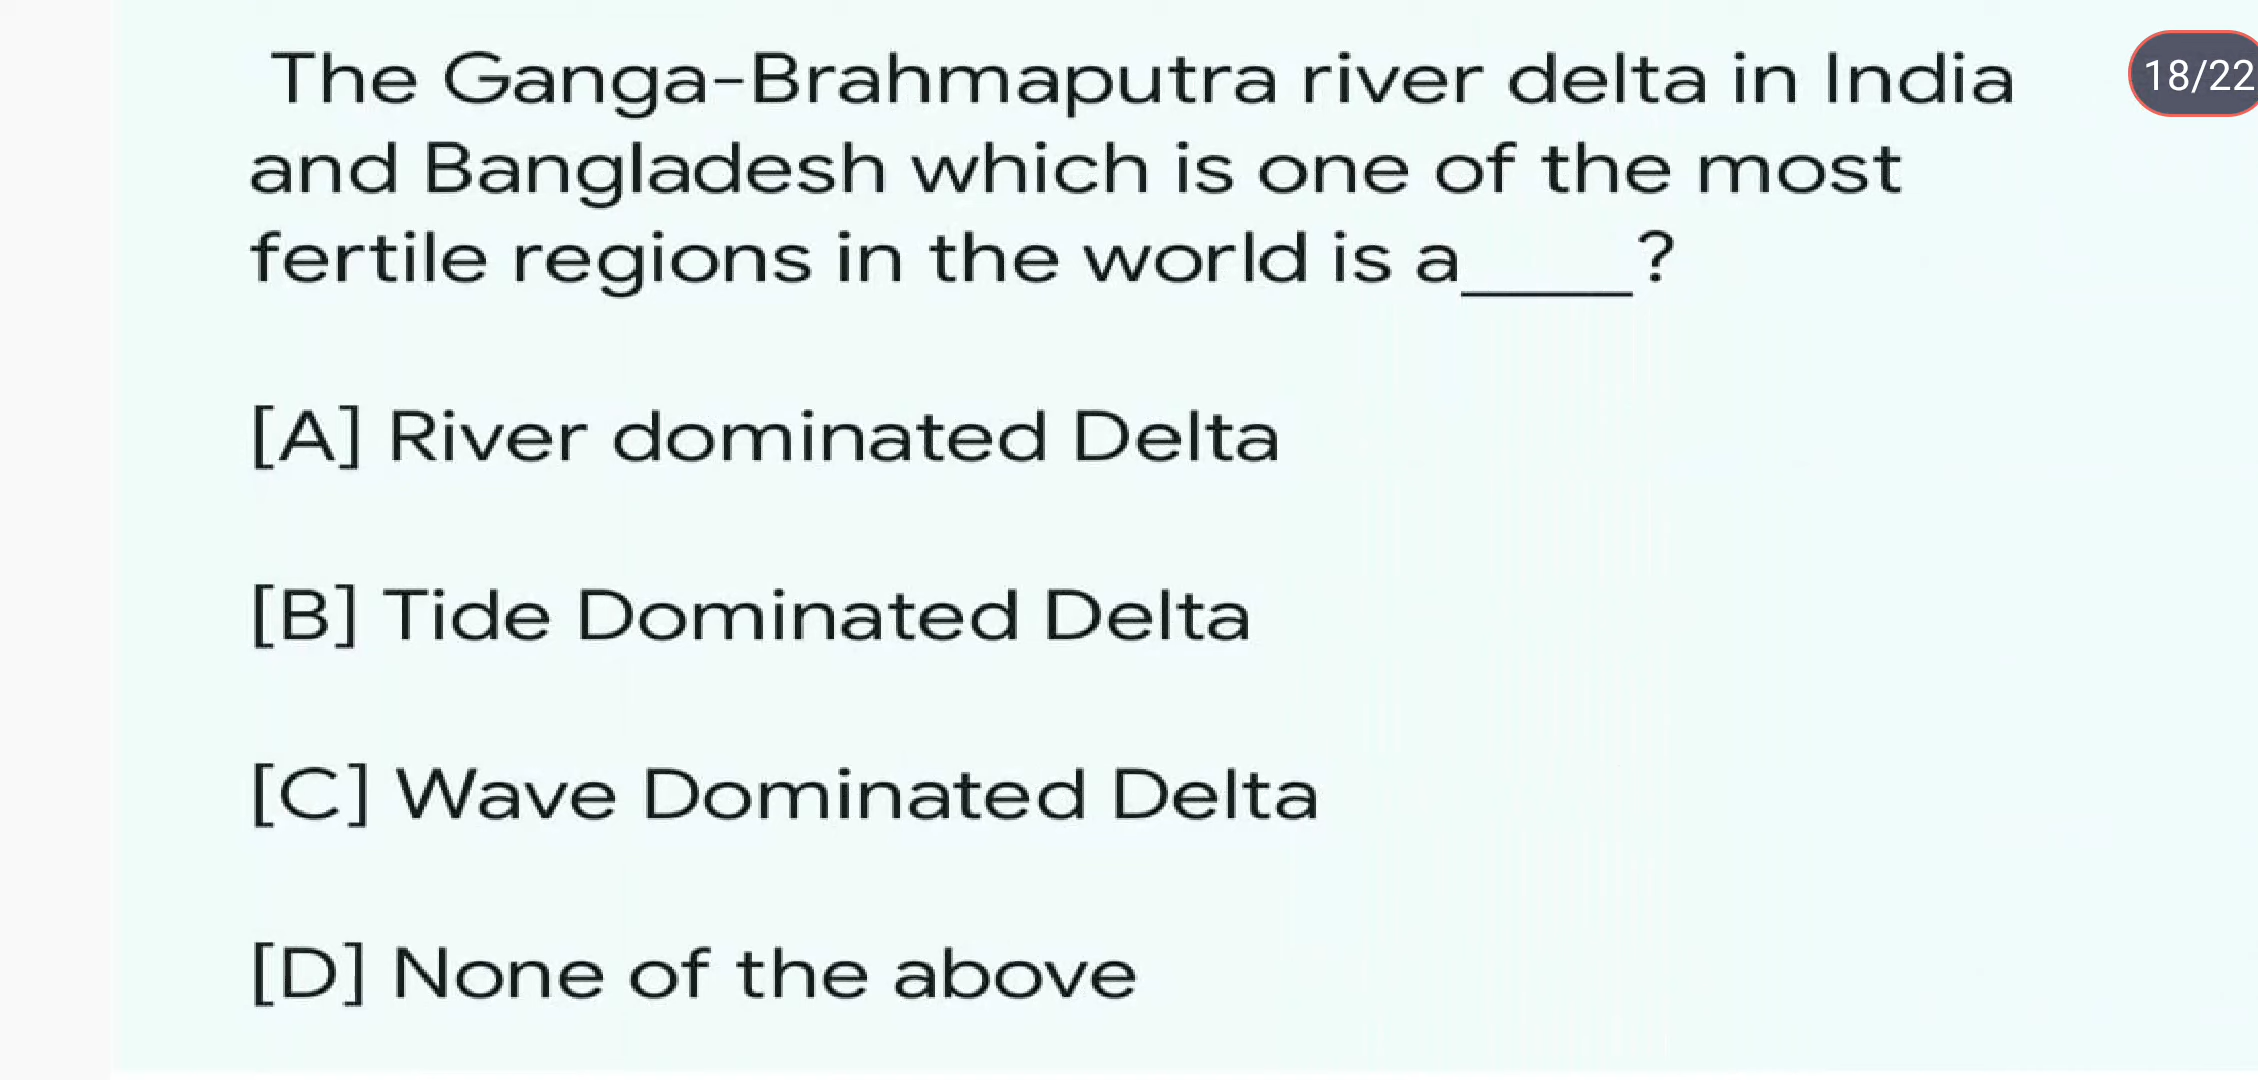 The Ganga-Brahmaputra river delta in India
18/22
and Bangladesh which is one of the most
fertile regions in the world is a_____?
[A] River dominated Delta
[B] Tide Dominated Delta
[C] Wave Dominated Delta
[D] None of the above